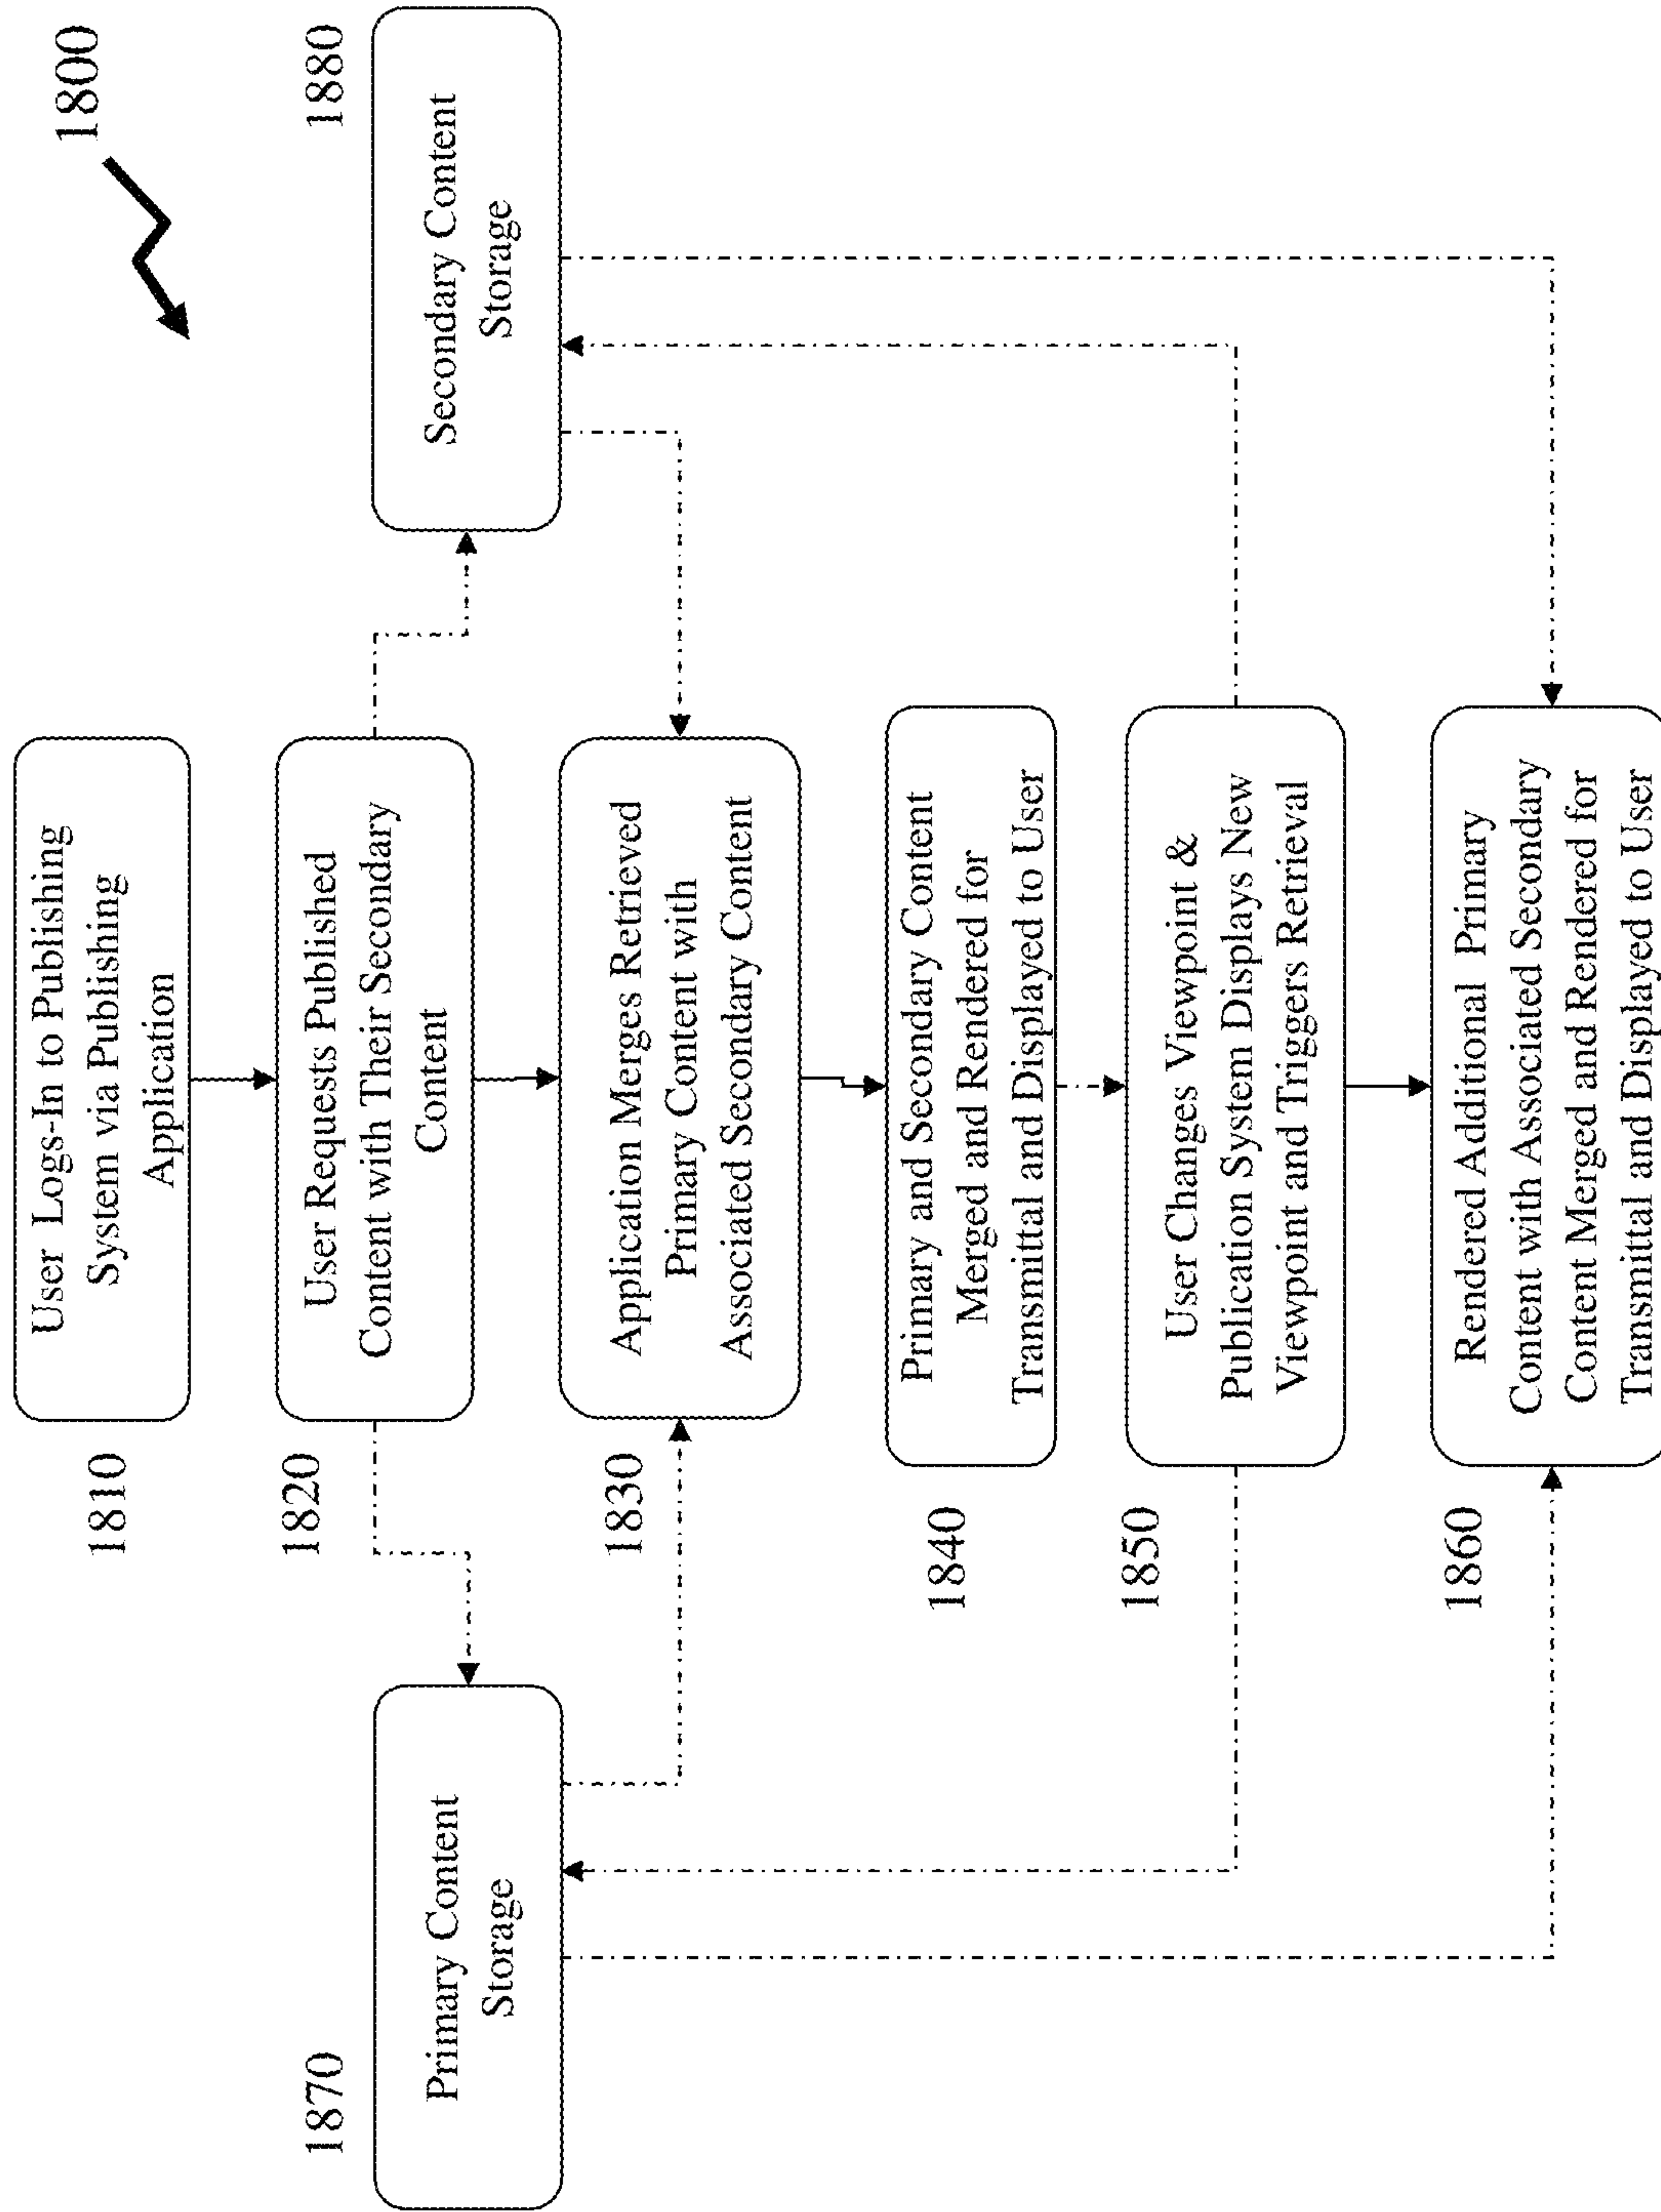 1800
1810
User Logs-In to Publishing
System via Publishing
Application
1820
User Requests Published
Content with Their Secondary
Content
1870
Primary Content
Storage
1880
Secondary Content
Storage
1830
Application Merges Retrieved
Primary Content with
Associated Secondary Content
1840
Primary and Secondary Content
Merged and Rendered for
Transmittal and Displayed to User
1850
User Changes Viewpoint &
Publication System Displays New
Viewpoint and Triggers Retrieval
1860
Rendered Additional Primary
Content with Associated Secondary
Content Merged and Rendered for
Transmittal and Displayed to User